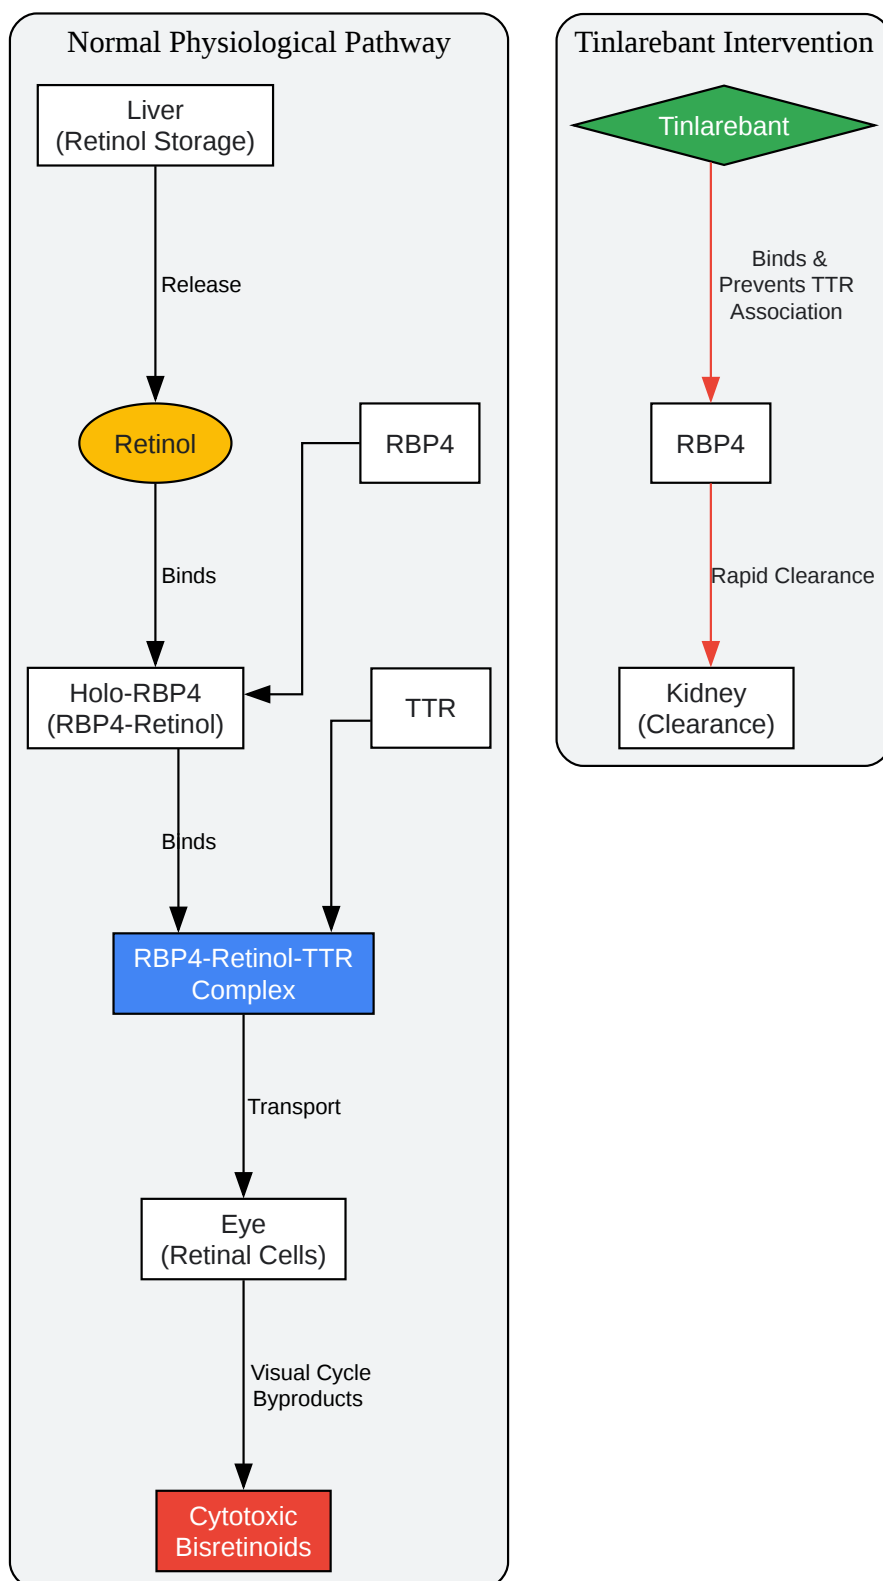 Normal Physiological Pathway
Liver
(Retinol Storage)
Release
Retinol
RBP4
Binds
Holo-RBP4
(RBP4-Retinol)
TTR
Binds
RBP4-Retinol-TTR
Complex
Transport
Eye
(Retinal Cells)
Visual Cycle
Byproducts
Cytotoxic
Bisretinoids
Tinlarebant Intervention
Tinlarebant
Binds &
Prevents TTR
Association
RBP4
Rapid Clearance
Kidney
(Clearance)